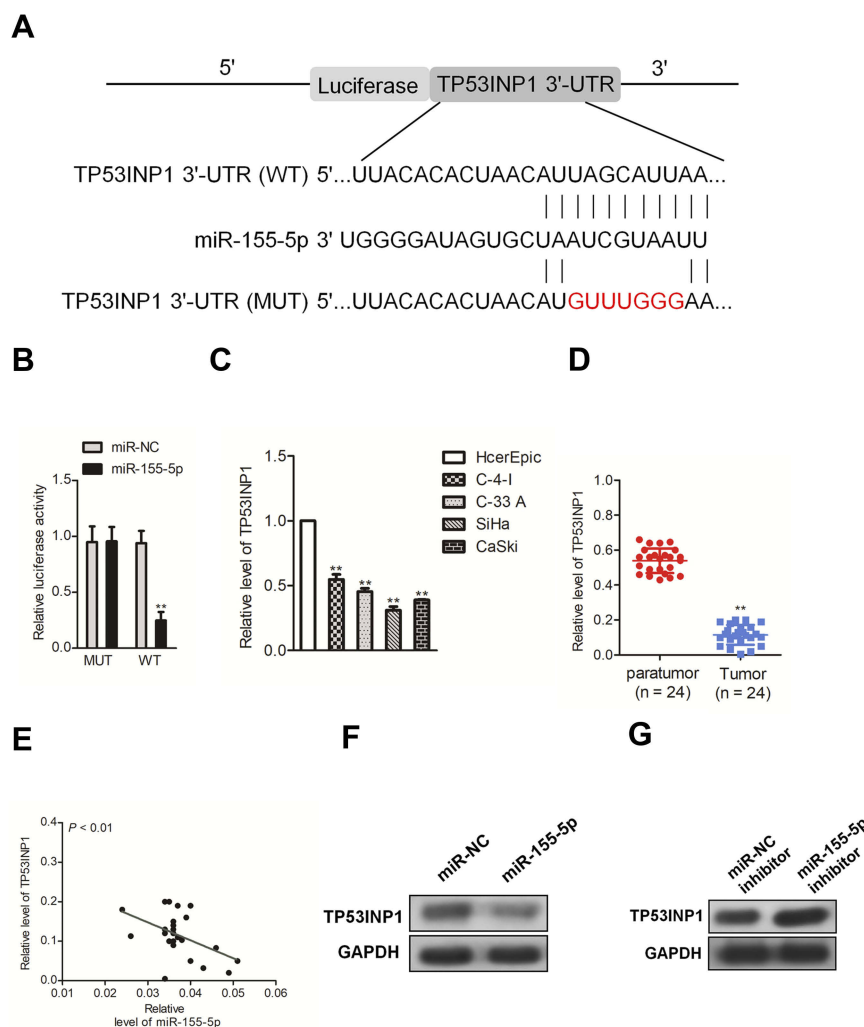 A
5' 3'
Luciferase TP53INP1 3'-UTR
TP53INP1 3'-UTR (WT) 5'...UUACACACUAACAUUAGCAUUAA...
miR-155-5p 3' UGGGGAUAGUGCUAAUCGUAAUU
TP53INP1 3'-UTR (MUT) 5'...UUACACACUAACAUGUUUGGGAA...
B
miR-NC
miR-155-5p
Relative luciferase activity
1.5
1.0
0.5
0.0
**
MUT WT
C
Relative level of TP53INP1
1.5
1.0
0.5
0.0
** ** ** **
HcerEpic
C-4-I
C-33 A
SiHa
CaSki
D
Relative level of TP53INP1
1.0
0.8
0.6
0.4
0.2
0.0
**
paratumor Tumor
(n = 24) (n = 24)
E
P < 0.01
Relative level of TP53INP1
0.4
0.3
0.2
0.1
0.0
0.01 0.02 0.03 0.04 0.05 0.06
Relative
level of miR-155-5p
F
miR-NC miR-155-5p
TP53INP1
GAPDH
G
miR-NC inhibitor
miR-155-5p inhibitor
TP53INP1
GAPDH